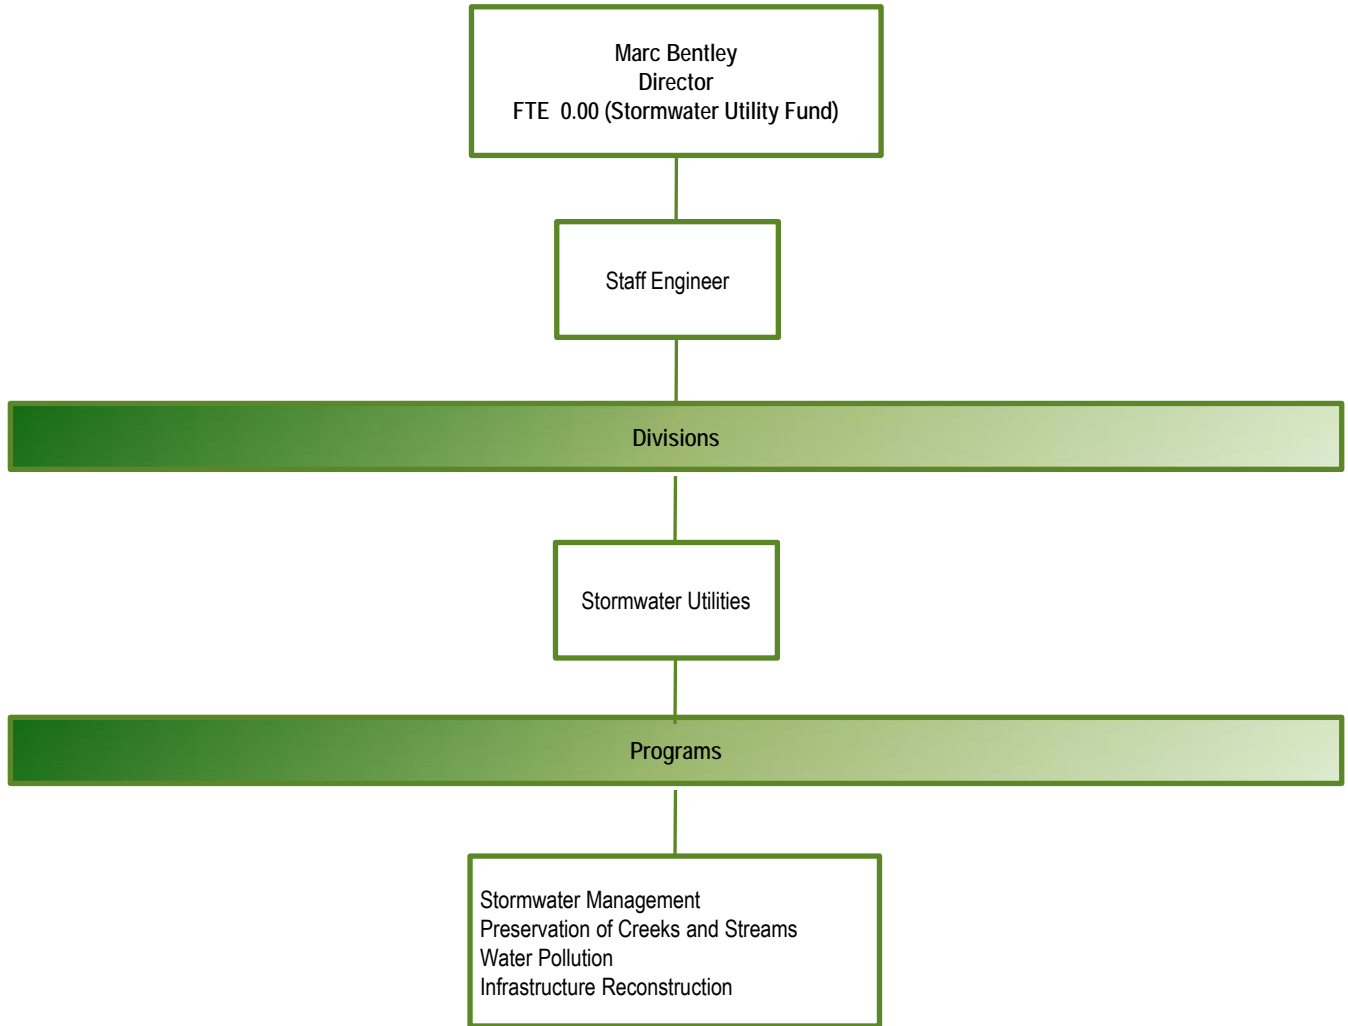 Marc Bentley
Director
FTE  0.00 (Stormwater Utility Fund)
Staff Engineer
Divisions
Stormwater Utilities
Programs
Stormwater Management
Preservation of Creeks and Streams
Water Pollution
Infrastructure Reconstruction